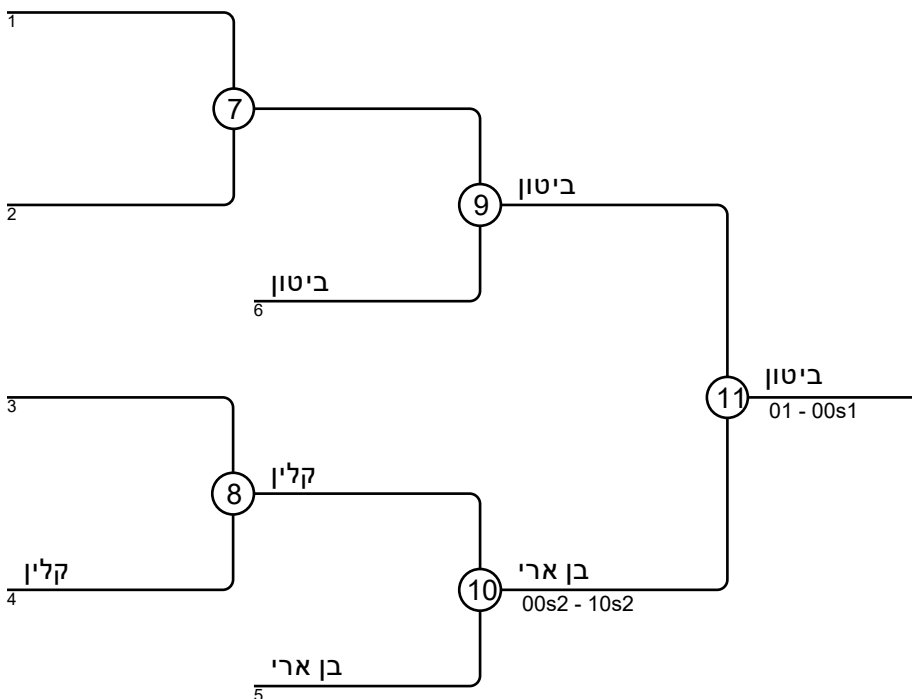 1
7
2
9
ביטון
ביטון
6
3
11
ביטון
01 - 00s1
8
קלין
קלין
4
10
בן ארי
00s2 - 10s2
בן ארי
5